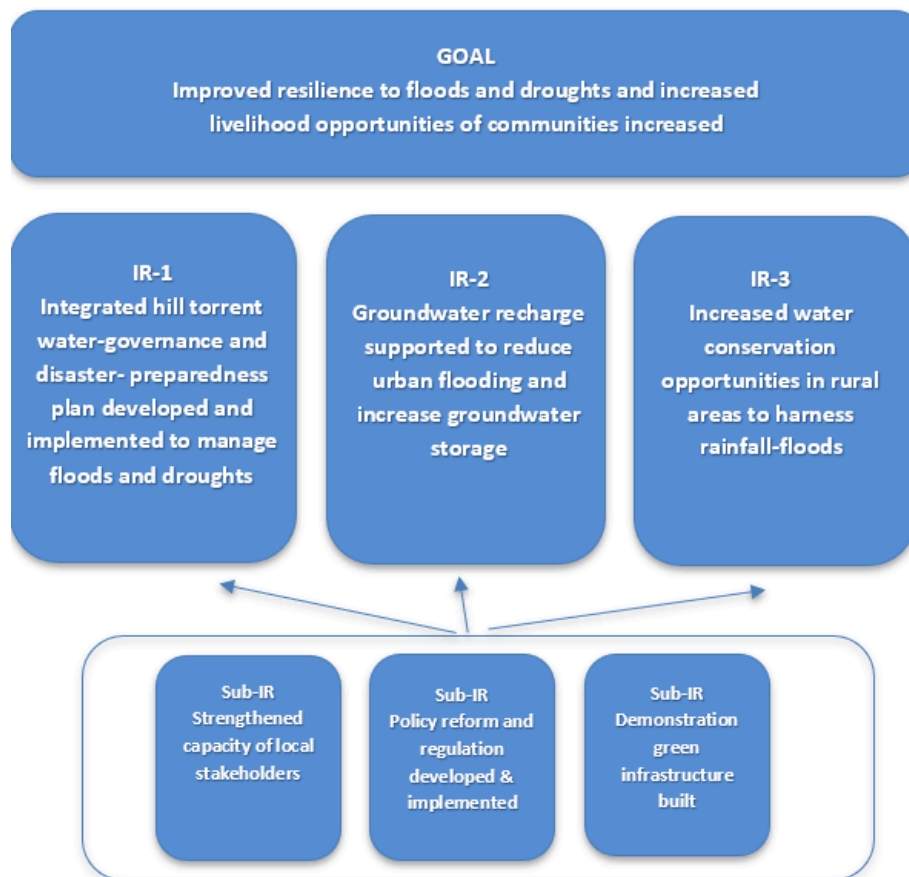 GOAL
Improved resilience to floods and droughts and increased
livelihood opportunities of communities increased
IR-1
Integrated hill torrent
water-governance and
disaster- preparedness
plan developed and
implemented to manage
floods and droughts
IR-2
Groundwater recharge
supported to reduce
urban flooding and
increase groundwater
storage
IR-3
Increased water
conservation
opportunities in rural
areas to harness
rainfall-floods
Sub-IR
Strengthened
capacity of local
stakeholders
Sub-IR
Policy reform and
regulation
developed &
implemented
Sub-IR
Demonstration
green
infrastructure
built